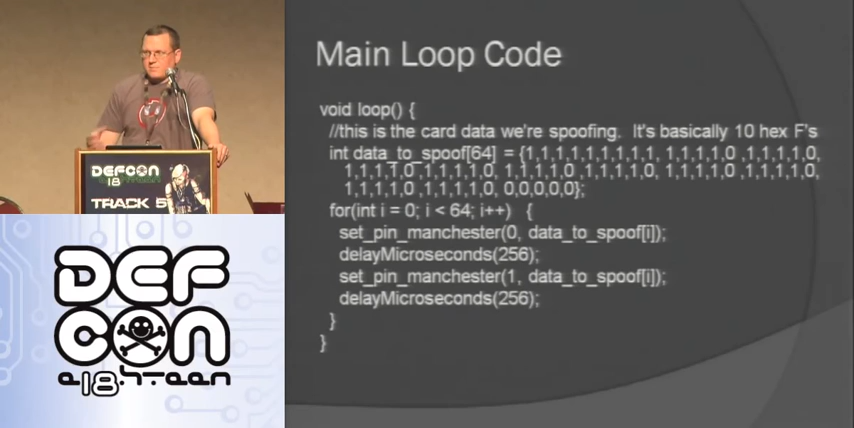 Main Loop Code
void loop() {
//this is the card data we're spoofing.  It's basically 10 hex F's
int data_to_spoof[64] = {1,1,1,1,1,1,1,1,1, 1,1,1,1,0 ,1,1,1,1,0,
1,1,1,1,0 ,1,1,1,1,0, 1,1,1,1,0 ,1,1,1,1,0, 1,1,1,1,0 ,1,1,1,1,0,
1,1,1,1,0 ,1,1,1,1,0, 0,0,0,0,0};
for(int i = 0; i < 64; i++)   {
set_pin_manchester(0, data_to_spoof[i]);
delayMicroseconds(256);
set_pin_manchester(1, data_to_spoof[i]);
delayMicroseconds(256);
}
}
DEFCON
18
TRACK 5
DEF
CON
e18hteen